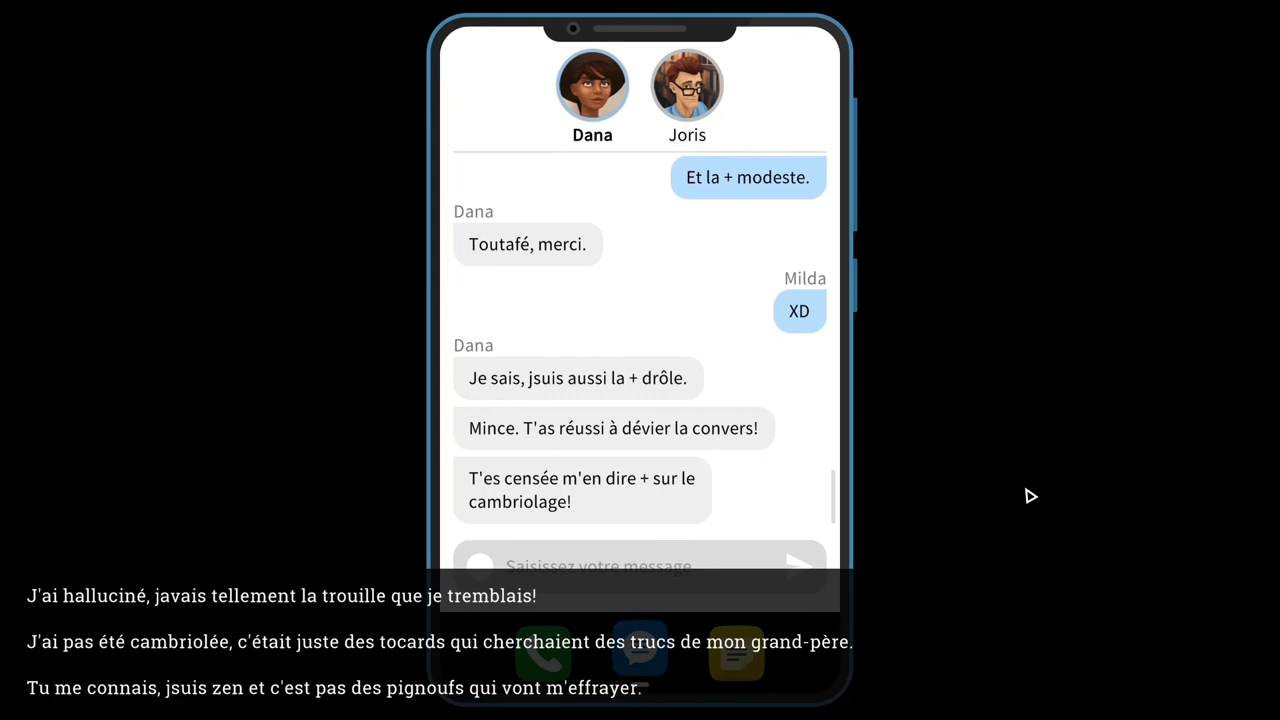 Dana
Joris
Et la + modeste.
Dana
Toutafé, merci.
Milda
XD
Dana
Je sais, jsuis aussi la + drôle.
Mince. T'as réussi à dévier la convers!
T'es censée m'en dire + sur le
cambriolage!
Saisissez votre message
J'ai halluciné, javais tellement la trouille que je tremblais!
J'ai pas été cambriolée, c'était juste des tocards qui cherchaient des trucs de mon grand-père.
Tu me connais, jsuis zen et c'est pas des pignoufs qui vont m'effrayer.